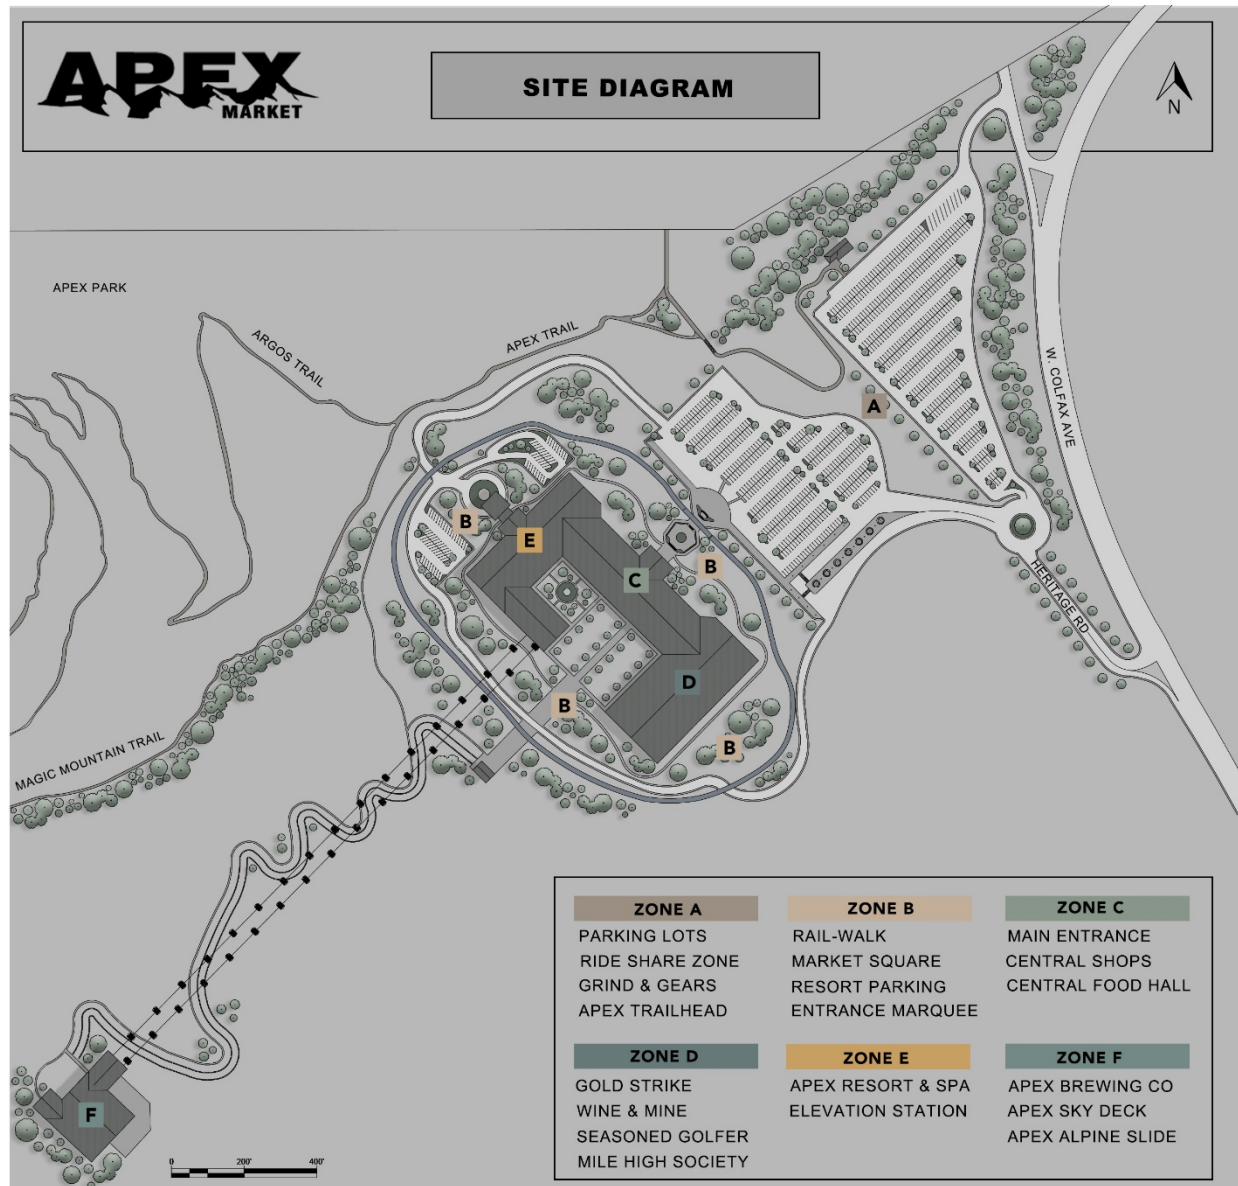 APEX
MARKET
SITE DIAGRAM
N
APEX PARK
ARGOS TRAIL
APEX TRAIL
A
W. COLFAX AVE
B
E
C
B
HERITAGE RD
D
B
B
MAGIC MOUNTAIN TRAIL
F
0 200' 400'
ZONE A
PARKING LOTS
RIDE SHARE ZONE
GRIND & GEARS
APEX TRAILHEAD
ZONE B
RAIL-WALK
MARKET SQUARE
RESORT PARKING
ENTRANCE MARQUEE
ZONE C
MAIN ENTRANCE
CENTRAL SHOPS
CENTRAL FOOD HALL
ZONE D
GOLD STRIKE
WINE & MINE
SEASONED GOLFER
MILE HIGH SOCIETY
ZONE E
APEX RESORT & SPA
ELEVATION STATION
ZONE F
APEX BREWING CO
APEX SKY DECK
APEX ALPINE SLIDE